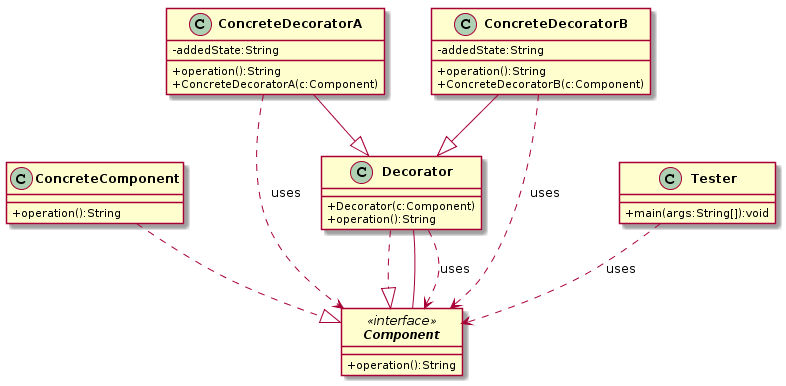 C ConcreteDecoratorA
-addedState:String
+operation():String
+ConcreteDecoratorA(c:Component)
C ConcreteDecoratorB
-addedState:String
+operation():String
+ConcreteDecoratorB(c:Component)
C ConcreteComponent
+operation():String
C Decorator
+Decorator(c:Component)
+operation():String
C Tester
+main(args:String[]):void
uses
uses
uses
uses
«interface»
Component
+operation():String